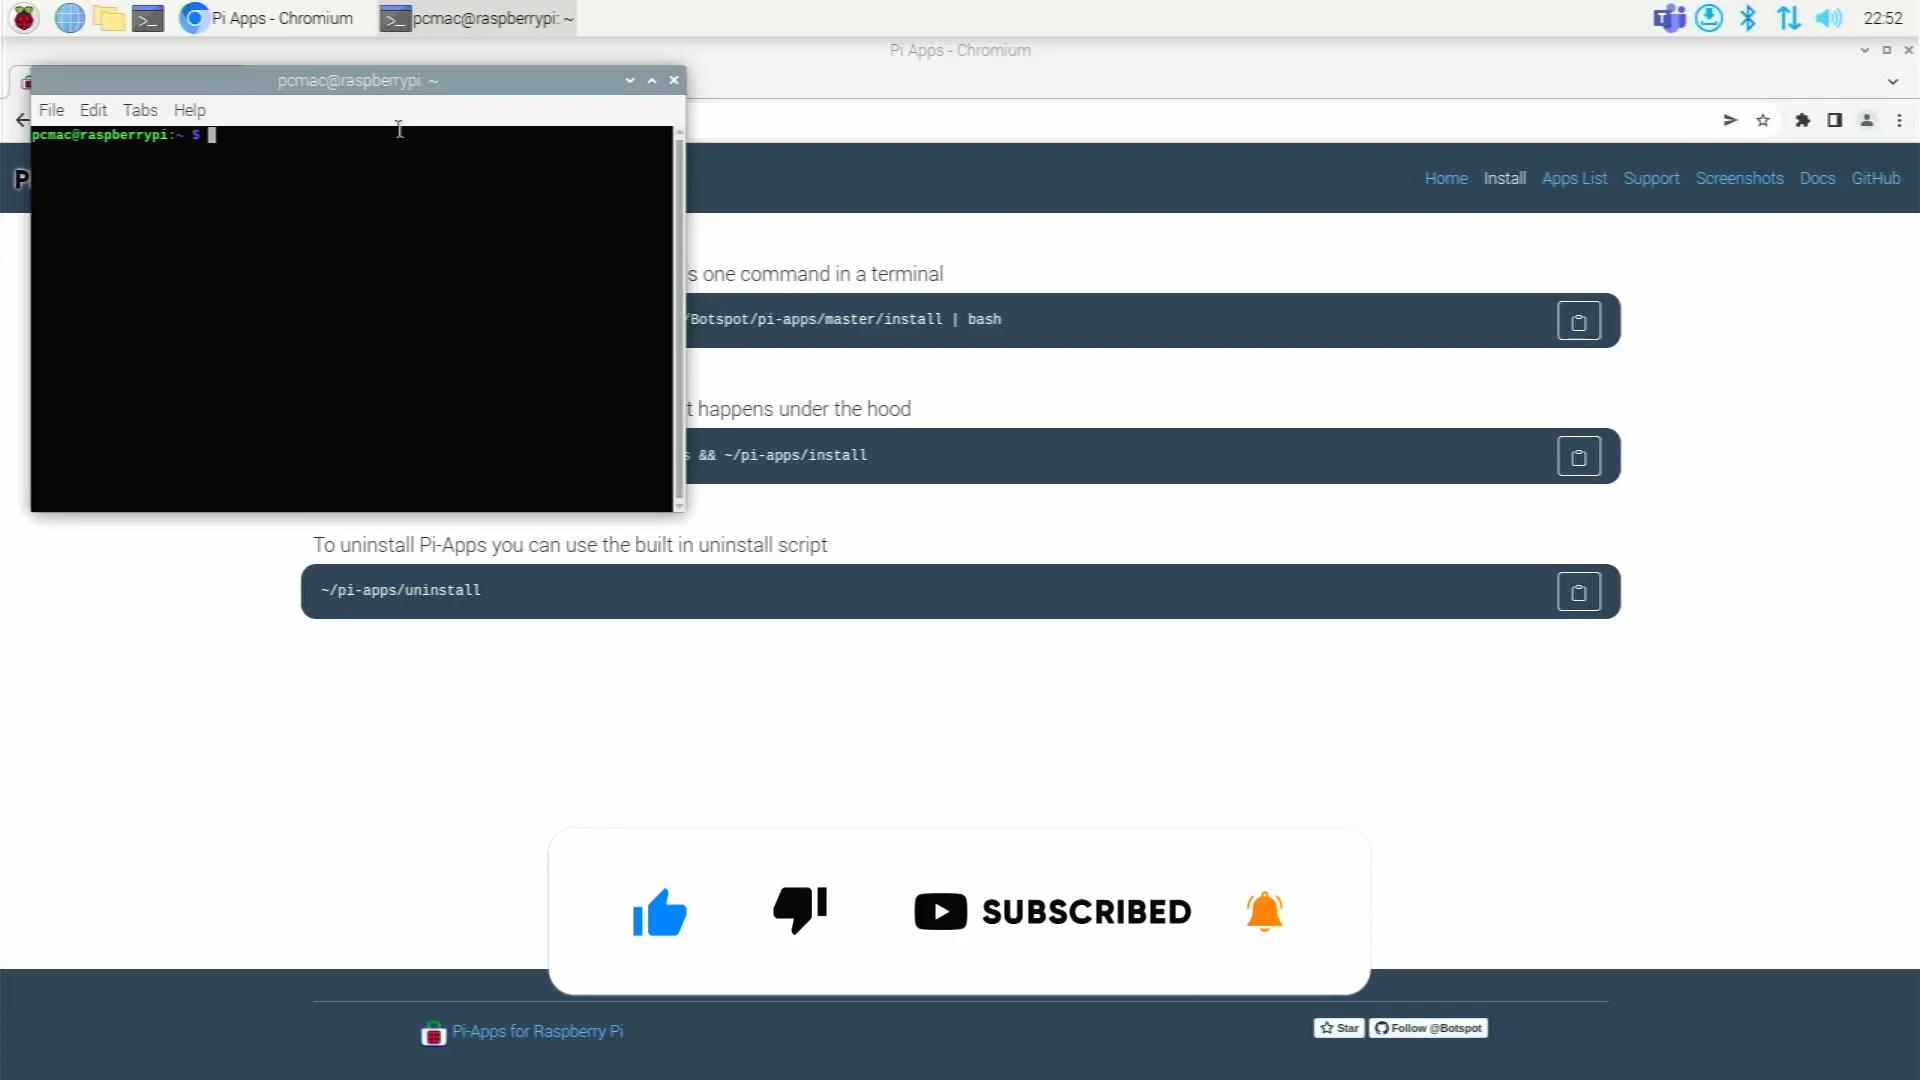 Pi Apps - Chromium
pcmac@raspberrypi: ~
22:52
Pi Apps - Chromium
pcmac@raspberrypi: ~
File Edit Tabs Help
pcmac@raspberrypi:~ $
P
Home Install Apps List Support Screenshots Docs GitHub
s one command in a terminal
/Botspot/pi-apps/master/install | bash
t happens under the hood
s && ~/pi-apps/install
To uninstall Pi-Apps you can use the built in uninstall script
~/pi-apps/uninstall
SUBSCRIBED
Pi-Apps for Raspberry Pi
Star
Follow @Botspot